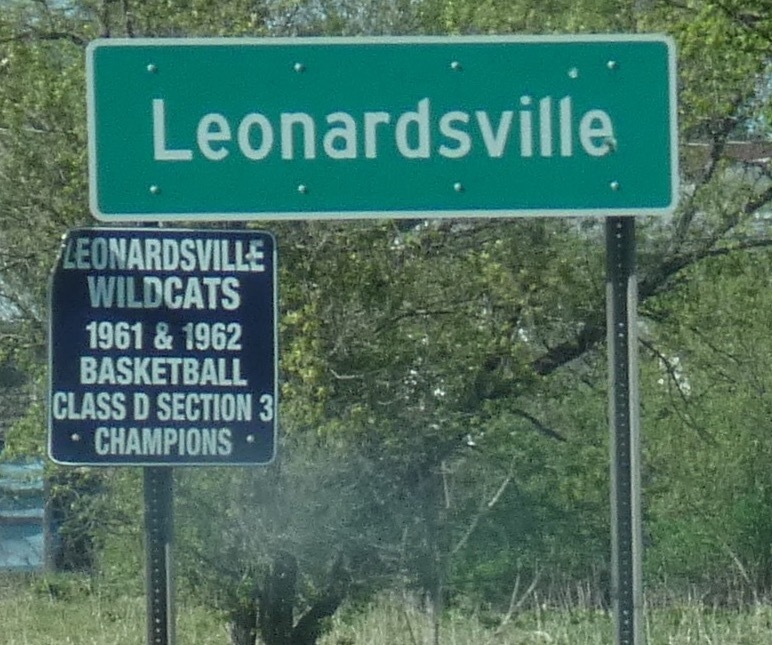 Leonardsville
LEONARDSVILLE
WILDCATS
1961 & 1962
BASKETBALL
CLASS D SECTION 3
CHAMPIONS